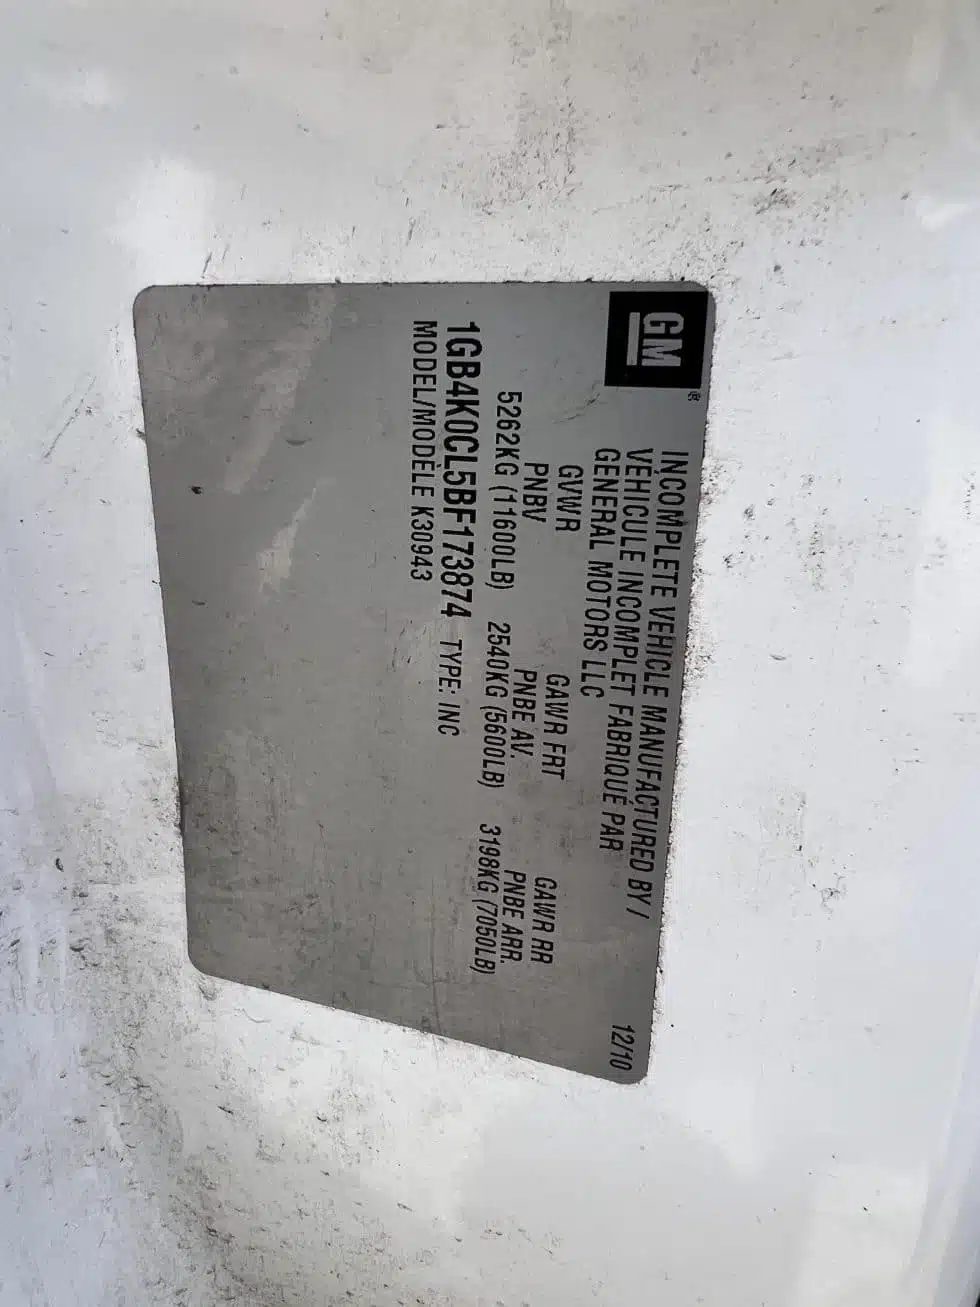 GM ®
INCOMPLETE VEHICLE MANUFACTURED BY /
VÉHICULE INCOMPLET FABRIQUÉ PAR
GENERAL MOTORS LLC
12/10
GVWR GAWR FRT GAWR RR
PNBV PNBE AV. PNBE ARR.
5262KG (11600LB) 2540KG (5600LB) 3198KG (7050LB)
1GB4K0CL5BF173874 TYPE: INC
MODEL/MODÈLE K30943